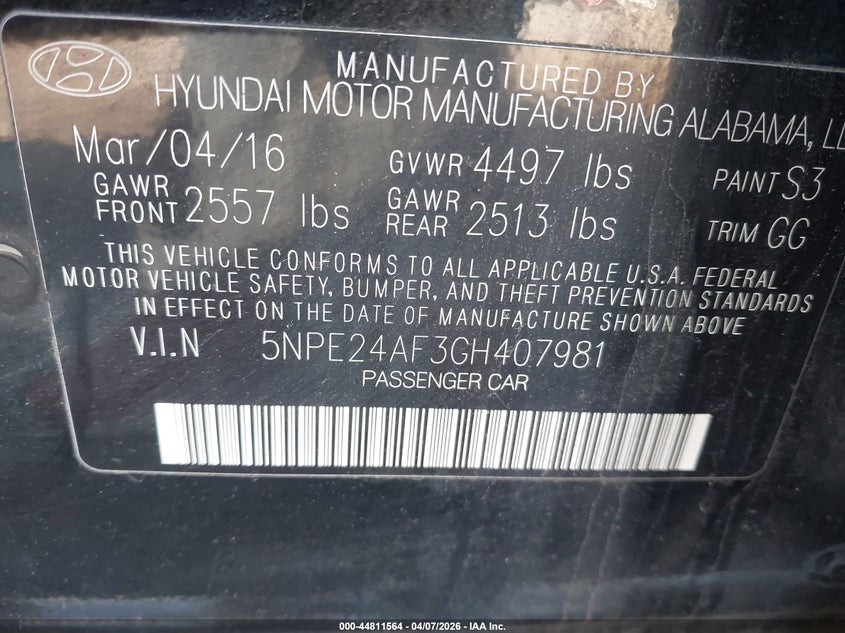 MANUFACTURED BY
HYUNDAI MOTOR MANUFACTURING ALABAMA, LL
Mar/04/16 GVWR 4497 lbs PAINT S3
GAWR FRONT 2557 lbs GAWR REAR 2513 lbs TRIM GG
THIS VEHICLE CONFORMS TO ALL APPLICABLE U.S.A. FEDERAL
MOTOR VEHICLE SAFETY, BUMPER, AND THEFT PREVENTION STANDARDS
IN EFFECT ON THE DATE OF MANUFACTURE SHOWN ABOVE
V.I.N 5NPE24AF3GH407981
PASSENGER CAR
000-44811564 - 04/07/2026 - IAA Inc.